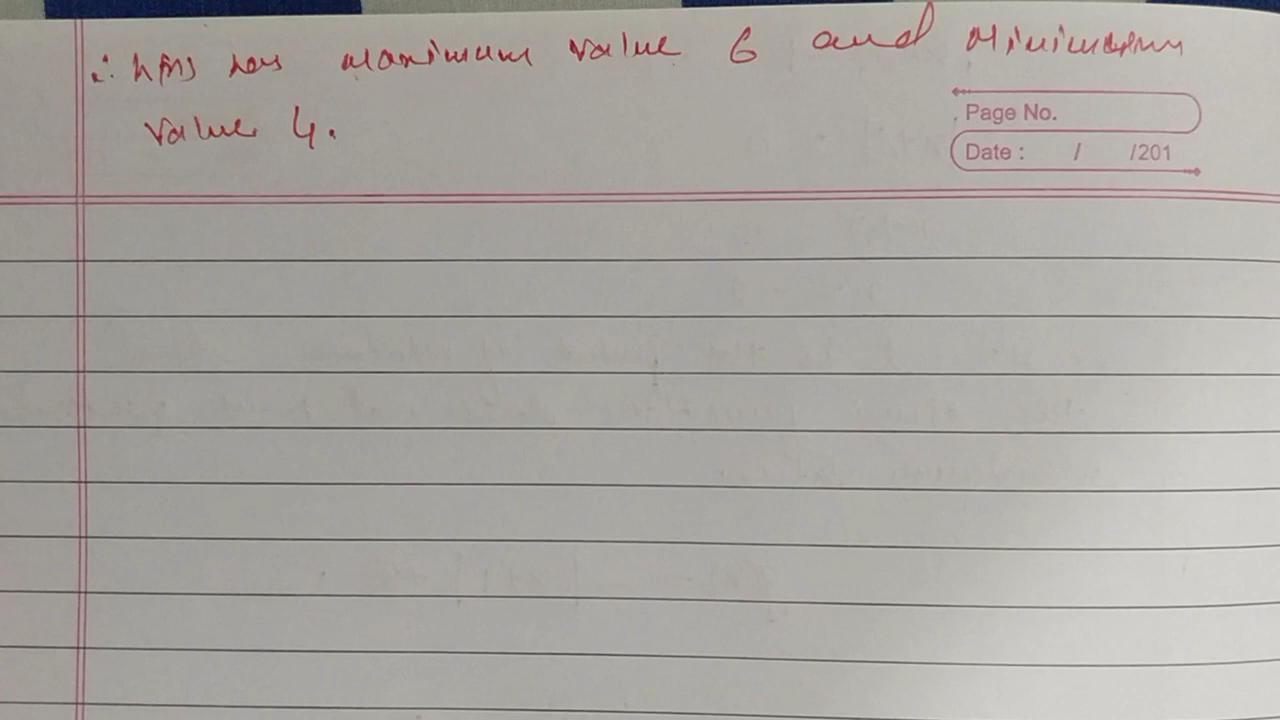 ∴ h(x) has maximum value 6 and minimum
value 4.
Page No.
Date : / /201